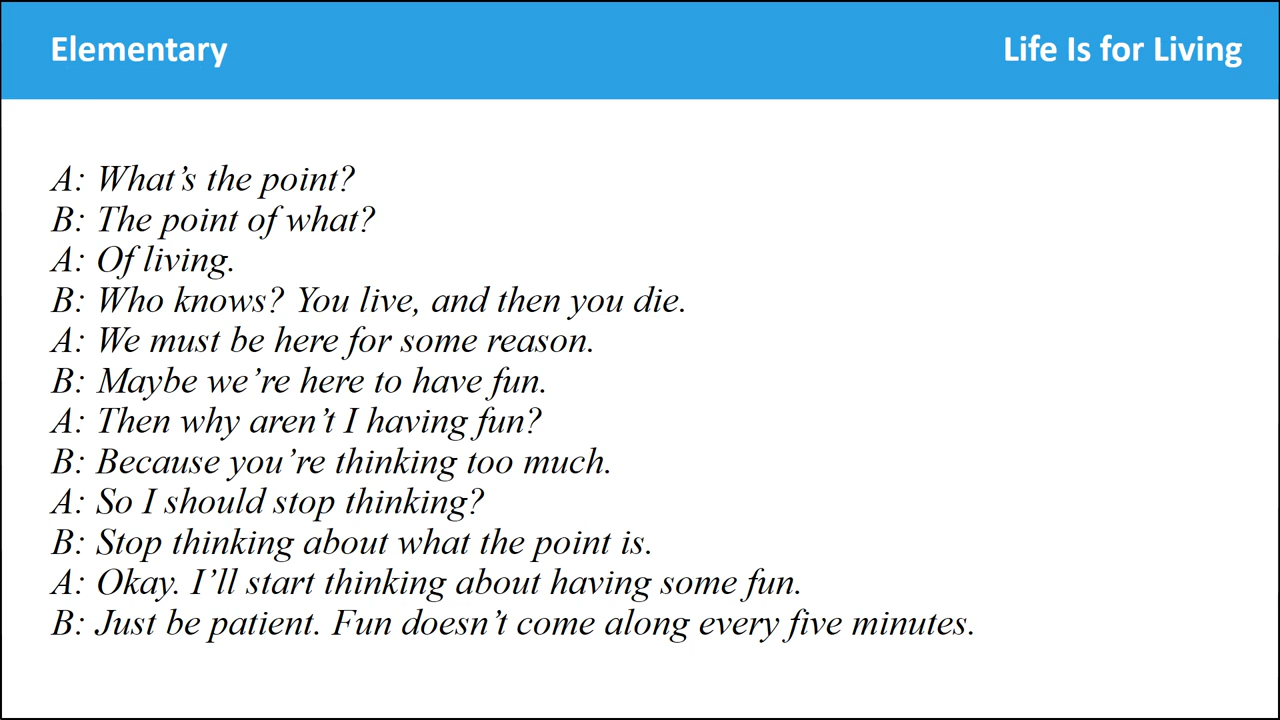 Elementary
Life Is for Living
A: What’s the point?
B: The point of what?
A: Of living.
B: Who knows? You live, and then you die.
A: We must be here for some reason.
B: Maybe we’re here to have fun.
A: Then why aren’t I having fun?
B: Because you’re thinking too much.
A: So I should stop thinking?
B: Stop thinking about what the point is.
A: Okay. I’ll start thinking about having some fun.
B: Just be patient. Fun doesn’t come along every five minutes.